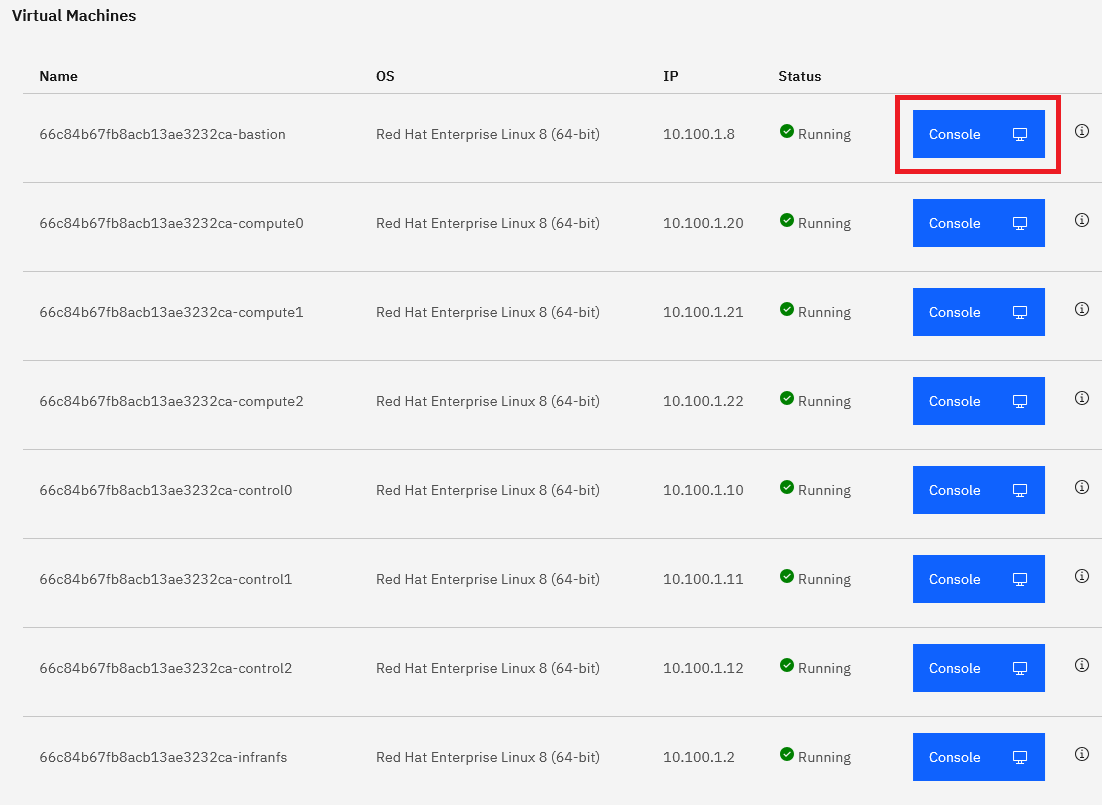 Virtual Machines
Name OS IP Status
66c84b67fb8acb13ae3232ca-bastion Red Hat Enterprise Linux 8 (64-bit) 10.100.1.8 Running Console
66c84b67fb8acb13ae3232ca-compute0 Red Hat Enterprise Linux 8 (64-bit) 10.100.1.20 Running Console
66c84b67fb8acb13ae3232ca-compute1 Red Hat Enterprise Linux 8 (64-bit) 10.100.1.21 Running Console
66c84b67fb8acb13ae3232ca-compute2 Red Hat Enterprise Linux 8 (64-bit) 10.100.1.22 Running Console
66c84b67fb8acb13ae3232ca-control0 Red Hat Enterprise Linux 8 (64-bit) 10.100.1.10 Running Console
66c84b67fb8acb13ae3232ca-control1 Red Hat Enterprise Linux 8 (64-bit) 10.100.1.11 Running Console
66c84b67fb8acb13ae3232ca-control2 Red Hat Enterprise Linux 8 (64-bit) 10.100.1.12 Running Console
66c84b67fb8acb13ae3232ca-infranfs Red Hat Enterprise Linux 8 (64-bit) 10.100.1.2 Running Console